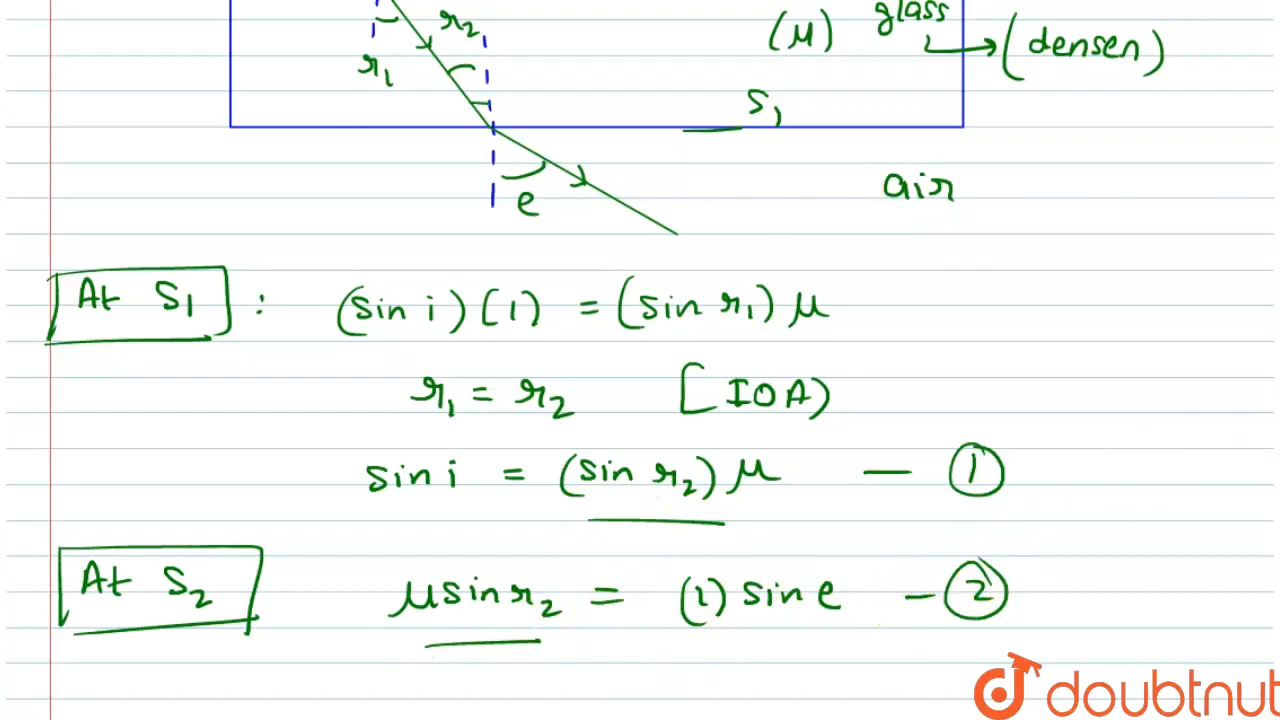 glass
r2 (μ) (densen)
r1
S1
e air
At S1 : (sin i) (1) = (sin r1) μ
r1 = r2 [IOA)
sin i = (sin r2) μ — 1
At S2 μ sin r2 = (1) sin e — 2
doubtnut